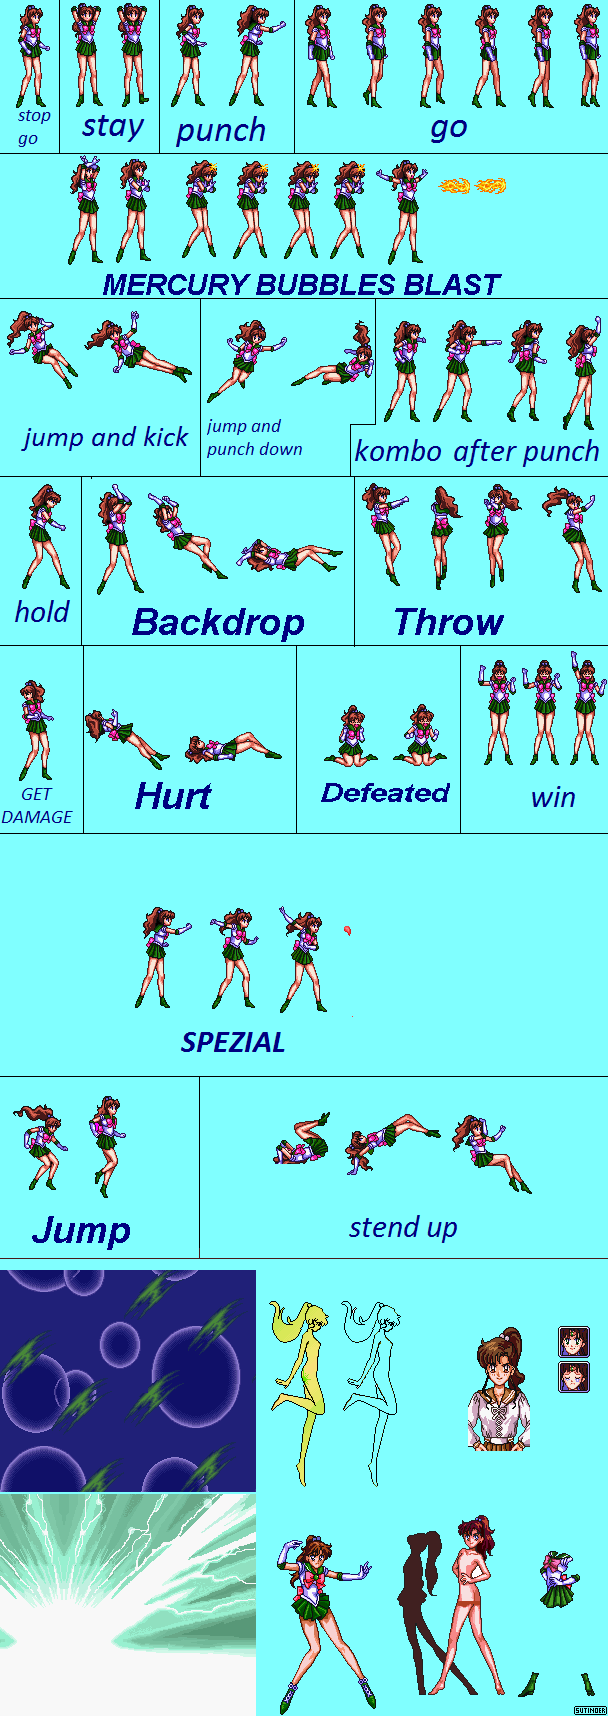 stop
go
stay
punch
go
MERCURY BUBBLES BLAST
jump and kick
jump and
punch down
kombo after punch
hold
Backdrop
Throw
GET
DAMAGE
Hurt
Defeated
win
SPEZIAL
Jump
stend up
SUTINDER